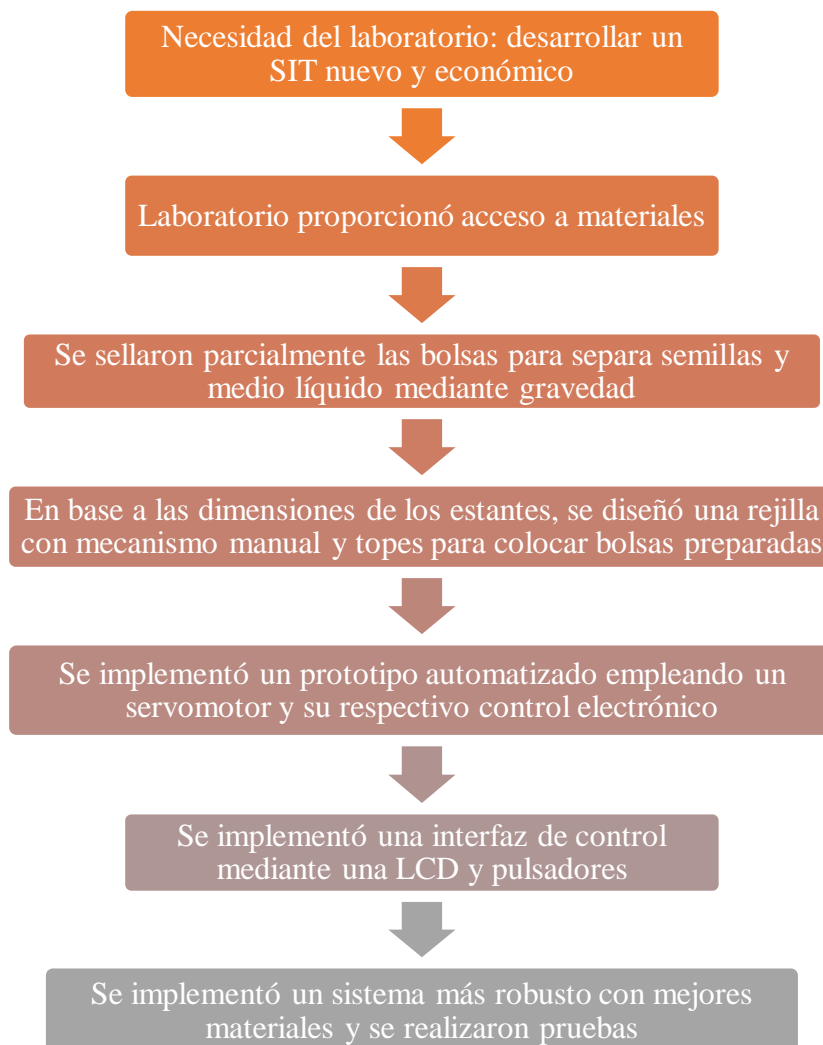 Necesidad del laboratorio: desarrollar un
SIT nuevo y económico
Laboratorio proporcionó acceso a materiales
Se sellaron parcialmente las bolsas para separa semillas y
medio líquido mediante gravedad
En base a las dimensiones de los estantes, se diseñó una rejilla
con mecanismo manual y topes para colocar bolsas preparadas
Se implementó un prototipo automatizado empleando un
servomotor y su respectivo control electrónico
Se implementó una interfaz de control
mediante una LCD y pulsadores
Se implementó un sistema más robusto con mejores
materiales y se realizaron pruebas